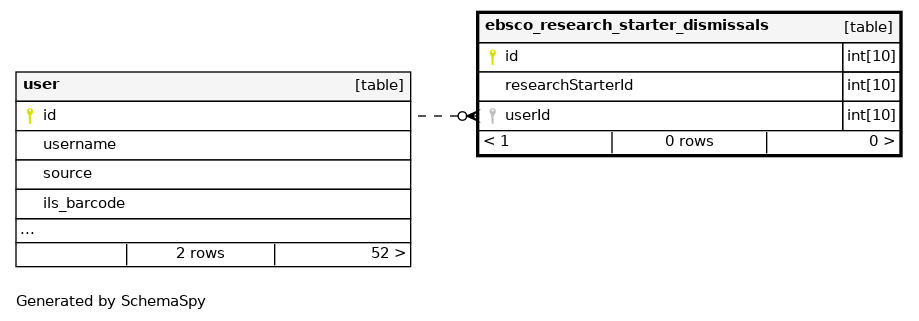 user [table]
id
username
source
ils_barcode
...
2 rows 52 >
ebsco_research_starter_dismissals [table]
id int[10]
researchStarterId int[10]
userId int[10]
< 1 0 rows 0 >
Generated by SchemaSpy